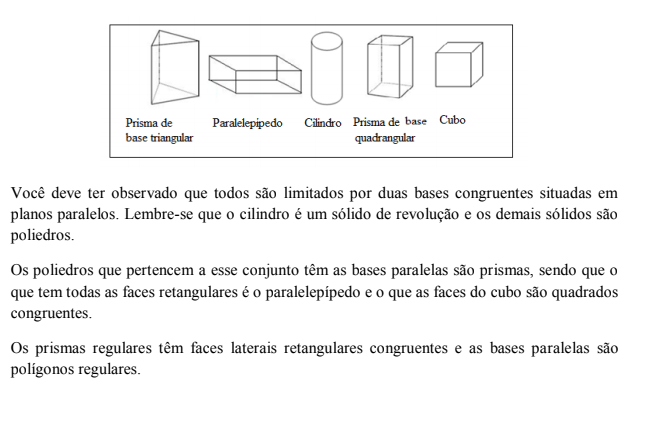 Prisma de base triangular
Paralelepípedo
Cilindro
Prisma de base quadrangular
Cubo
Você deve ter observado que todos são limitados por duas bases congruentes situadas em
planos paralelos. Lembre-se que o cilindro é um sólido de revolução e os demais sólidos são
poliedros.
Os poliedros que pertencem a esse conjunto têm as bases paralelas são prismas, sendo que o
que tem todas as faces retangulares é o paralelepípedo e o que as faces do cubo são quadrados
congruentes.
Os prismas regulares têm faces laterais retangulares congruentes e as bases paralelas são
polígonos regulares.